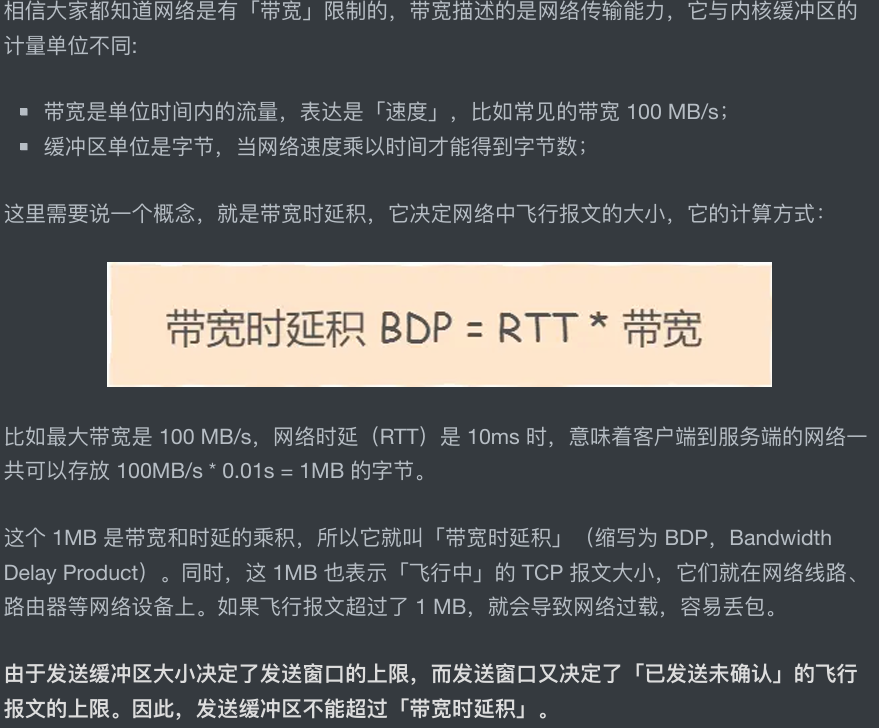 相信大家都知道网络是有「带宽」限制的，带宽描述的是网络传输能力，它与内核缓冲区的
计量单位不同:
带宽是单位时间内的流量，表达是「速度」，比如常见的带宽 100 MB/s；
缓冲区单位是字节，当网络速度乘以时间才能得到字节数；
这里需要说一个概念，就是带宽时延积，它决定网络中飞行报文的大小，它的计算方式：
带宽时延积 BDP = RTT * 带宽
比如最大带宽是 100 MB/s，网络时延（RTT）是 10ms 时，意味着客户端到服务端的网络一
共可以存放 100MB/s * 0.01s = 1MB 的字节。
这个 1MB 是带宽和时延的乘积，所以它就叫「带宽时延积」（缩写为 BDP，Bandwidth
Delay Product）。同时，这 1MB 也表示「飞行中」的 TCP 报文大小，它们就在网络线路、
路由器等网络设备上。如果飞行报文超过了 1 MB，就会导致网络过载，容易丢包。
由于发送缓冲区大小决定了发送窗口的上限，而发送窗口又决定了「已发送未确认」的飞行
报文的上限。因此，发送缓冲区不能超过「带宽时延积」。